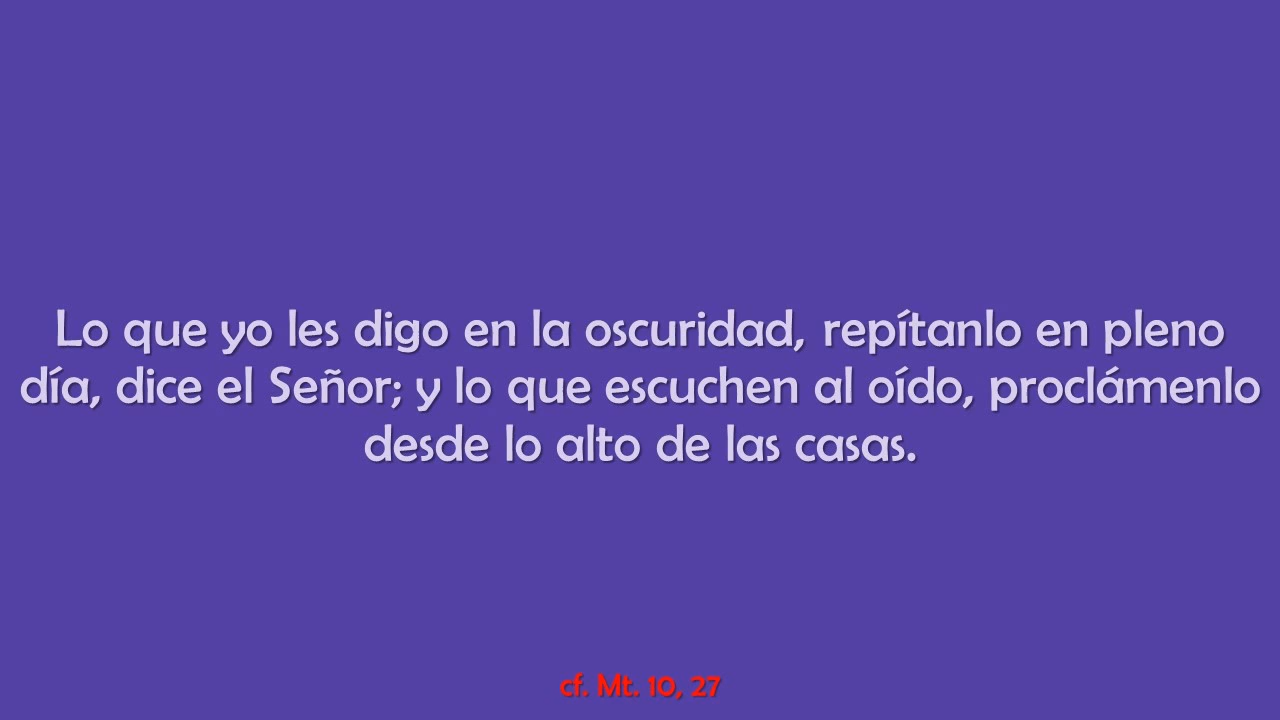 Lo que yo les digo en la oscuridad, repítanlo en pleno
día, dice el Señor; y lo que escuchen al oído, proclámenlo
desde lo alto de las casas.
cf. Mt. 10, 27